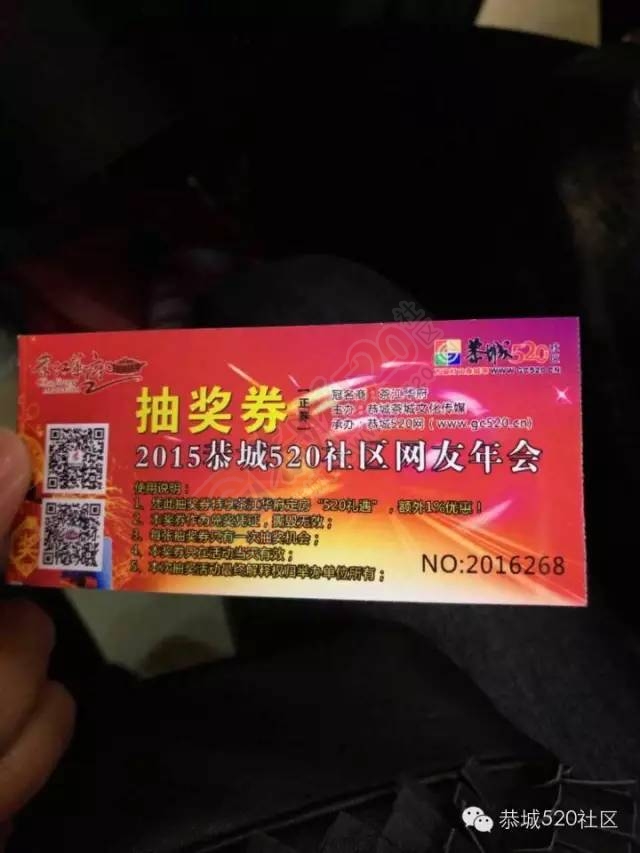 恭城520社区
WWW.GC520.CN
抽奖券
正券
冠名商：茶江华府
主办：恭城茶城文化传媒
承办：恭城520网（www.gc520.cn）
2015恭城520社区网友年会
使用说明：
1、凭此抽奖券特享茶江华府定房“520礼遇”，额外1%优惠！
2、本奖券作为兑奖凭证，撕毁无效；
3、每张抽奖券只有一次抽奖机会；
4、本奖券只在活动当天有效；
5、本次抽奖活动最终解释权归举办单位所有；
NO:2016268
恭城520社区